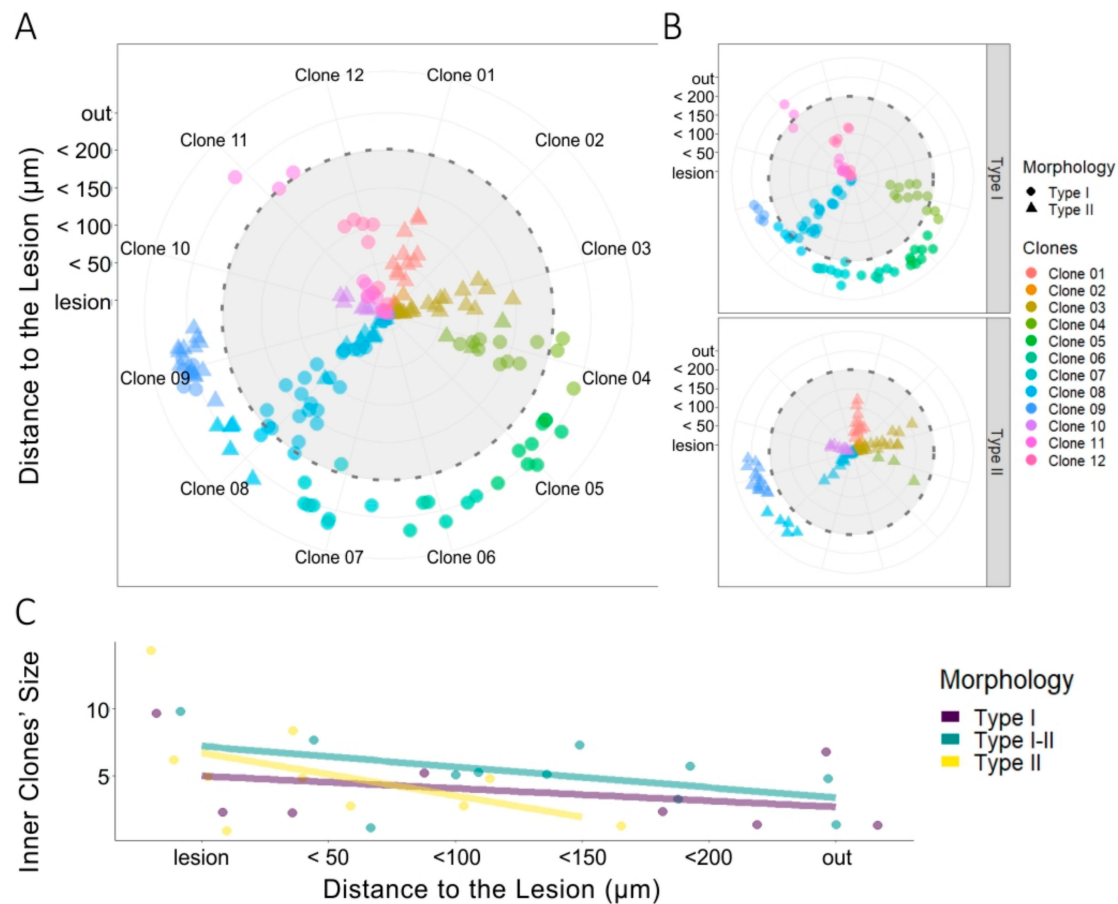 A
Distance to the Lesion (µm)
out
< 200
< 150
< 100
< 50
lesion
Clone 12
Clone 01
Clone 11
Clone 02
Clone 10
Clone 03
Clone 09
Clone 04
Clone 08
Clone 05
Clone 07
Clone 06
B
out
< 200
< 150
< 100
< 50
lesion
Type I
out
< 200
< 150
< 100
< 50
lesion
Type II
Morphology
Type I
Type II
Clones
Clone 01
Clone 02
Clone 03
Clone 04
Clone 05
Clone 06
Clone 07
Clone 08
Clone 09
Clone 10
Clone 11
Clone 12
C
Inner Clones' Size
10
5
lesion
< 50
<100
<150
<200
out
Distance to the Lesion (µm)
Morphology
Type I
Type I-II
Type II